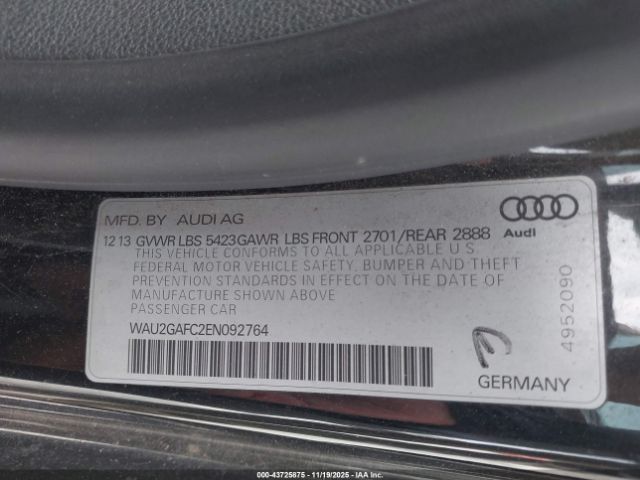 MFD. BY AUDI AG
12 13 GVWR LBS 5423GAWR LBS FRONT 2701/REAR 2888
Audi
THIS VEHICLE CONFORMS TO ALL APPLICABLE U S
FEDERAL MOTOR VEHICLE SAFETY, BUMPER AND THEFT
PREVENTION STANDARDS IN EFFECT ON THE DATE OF
MANUFACTURE SHOWN ABOVE
PASSENGER CAR
WAU2GAFC2EN092764
GERMANY
4952090
000-43725875 - 11/19/2025 - IAAI, INC.